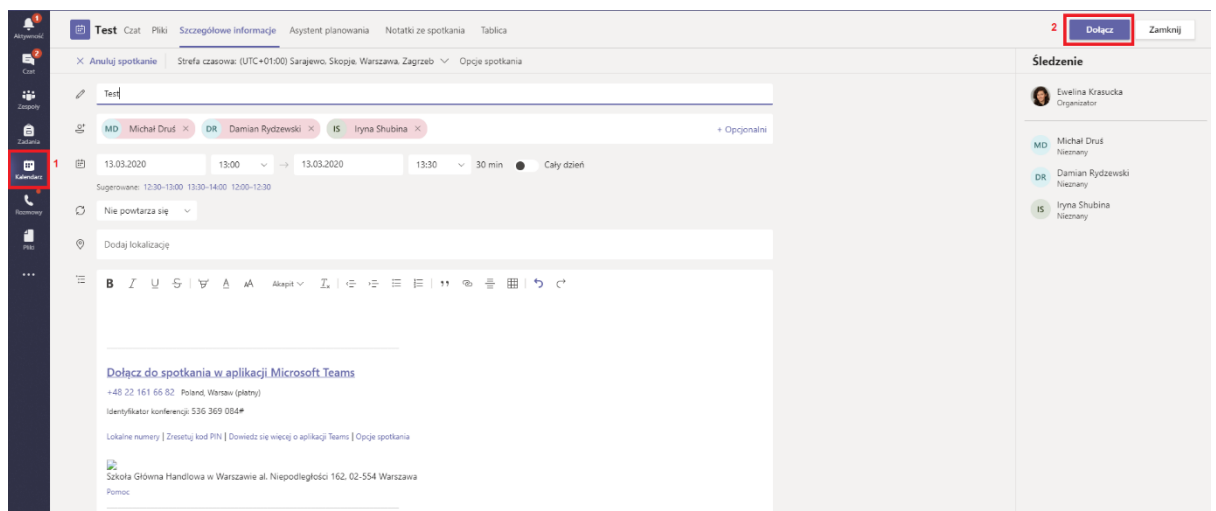 Test Czat Pliki Szczegółowe informacje Asystent planowania Notatki ze spotkania Tablica
2 Dołącz Zamknij
Anuluj spotkanie Strefa czasowa: (UTC+01:00) Sarajewo, Skopje, Warszawa, Zagrzeb Opcje spotkania
1
Aktywność
2
Czat
Zespoły
Zadania
1
Kalendarz
Rozmowy
Pliki
...
Test
MD Michał Druś × DR Damian Rydzewski × IS Iryna Shubina × + Opcjonalni
13.03.2020 13:00 → 13.03.2020 13:30 30 min Cały dzień
Sugerowane: 12:30-13:00 13:30-14:00 12:00-12:30
Nie powtarza się
Dodaj lokalizację
B I U S A AA Akapit
Dołącz do spotkania w aplikacji Microsoft Teams
+48 22 161 66 82 Poland, Warsaw (płatny)
Identyfikator konferencji: 536 369 084#
Lokalne numery | Zresetuj kod PIN | Dowiedz się więcej o aplikacji Teams | Opcje spotkania
Szkoła Główna Handlowa w Warszawie al. Niepodległości 162, 02-554 Warszawa
Pomoc
Śledzenie
Ewelina Krasucka
Organizator
MD Michał Druś
Nieznany
DR Damian Rydzewski
Nieznany
IS Iryna Shubina
Nieznany